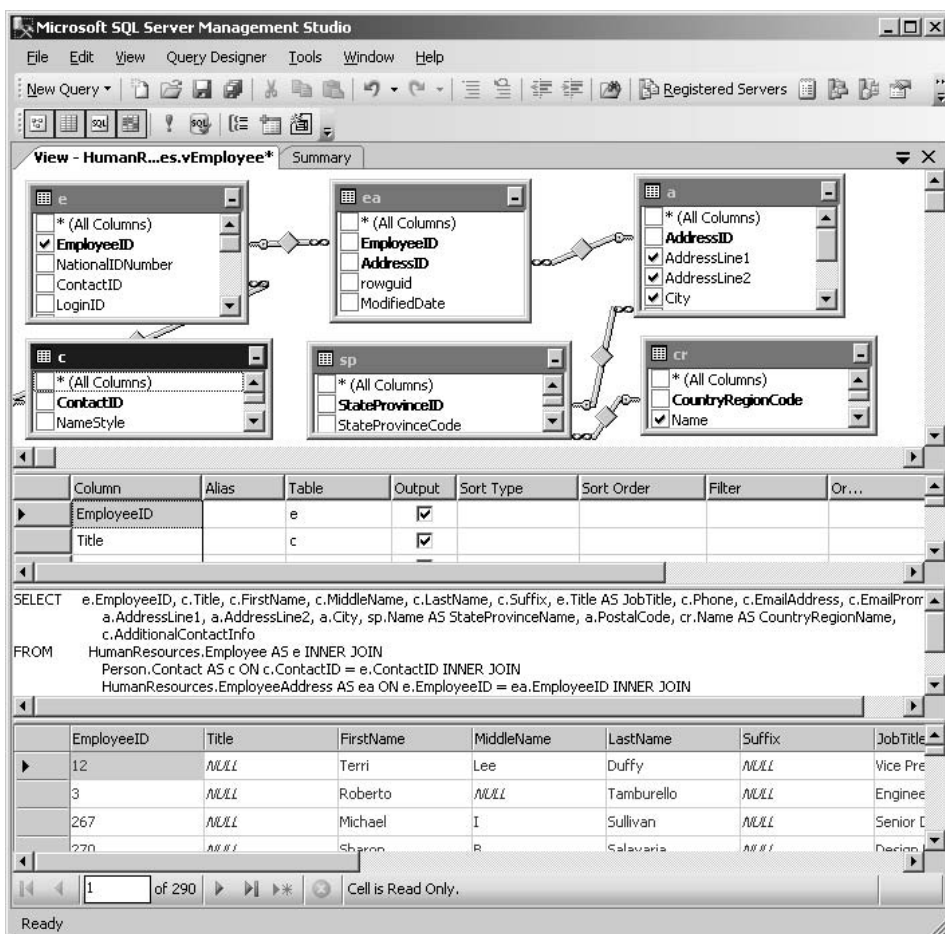 Microsoft SQL Server Management Studio
File Edit View Query Designer Tools Window Help
New Query Registered Servers
SQL SQL
View - HumanR...es.vEmployee* Summary
e
* (All Columns)
EmployeeID
NationalIDNumber
ContactID
LoginID
ea
* (All Columns)
EmployeeID
AddressID
rowguid
ModifiedDate
a
* (All Columns)
AddressID
AddressLine1
AddressLine2
City
c
* (All Columns)
ContactID
NameStyle
sp
* (All Columns)
StateProvinceID
StateProvinceCode
cr
* (All Columns)
CountryRegionCode
Name
Column Alias Table Output Sort Type Sort Order Filter Or...
EmployeeID e
Title c
SELECT e.EmployeeID, c.Title, c.FirstName, c.MiddleName, c.LastName, c.Suffix, e.Title AS JobTitle, c.Phone, c.EmailAddress, c.EmailProm
a.AddressLine1, a.AddressLine2, a.City, sp.Name AS StateProvinceName, a.PostalCode, cr.Name AS CountryRegionName,
c.AdditionalContactInfo
FROM HumanResources.Employee AS e INNER JOIN
Person.Contact AS c ON c.ContactID = e.ContactID INNER JOIN
HumanResources.EmployeeAddress AS ea ON e.EmployeeID = ea.EmployeeID INNER JOIN
EmployeeID Title FirstName MiddleName LastName Suffix JobTitle
12 NULL Terri Lee Duffy NULL Vice Pre
3 NULL Roberto NULL Tamburello NULL Enginee
267 NULL Michael I Sullivan NULL Senior D
270 NULL Sharon B Salavaria NULL Design
1 of 290 Cell is Read Only.
Ready